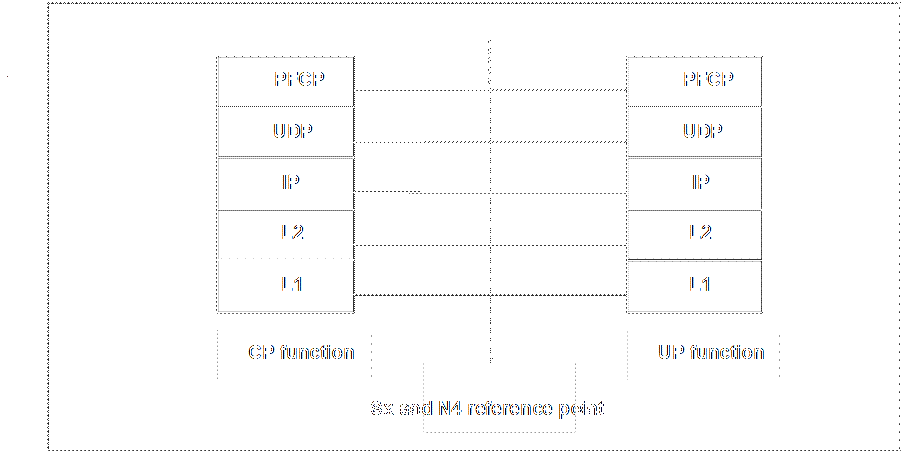 PFCP PFCP
UDP UDP
IP IP
L2 L2
L1 L1
CP function UP function
Sx and N4 reference point